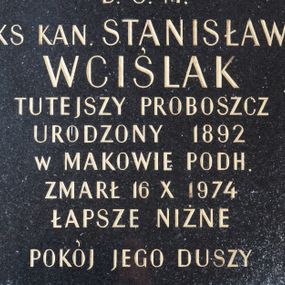 D. O. M.
KS KAN. STANISŁAW
WCIŚLAK
TUTEJSZY PROBOSZCZ
URODZONY 1892
W MAKOWIE PODH.
ZMARŁ 16 X 1974
ŁAPSZE NIŻNE
POKÓJ JEGO DUSZY